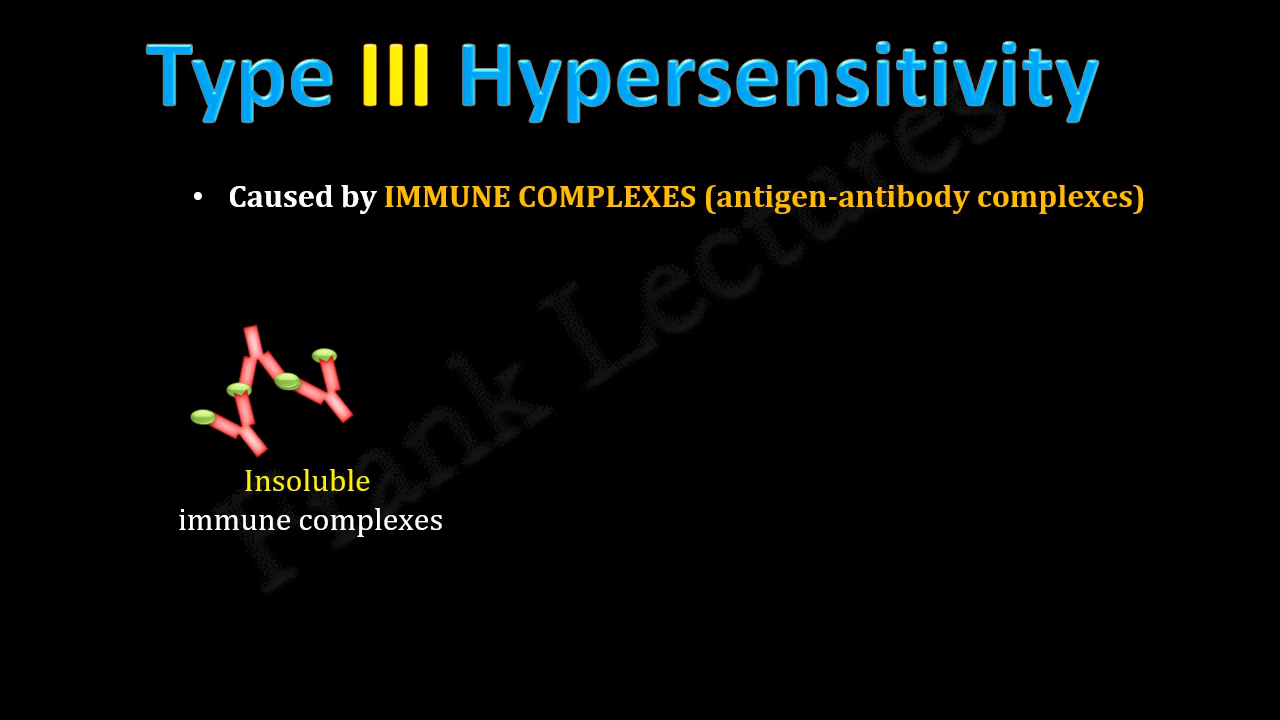 Type III Hypersensitivity
• Caused by IMMUNE COMPLEXES (antigen-antibody complexes)
Insoluble
immune complexes
Frank Lectures